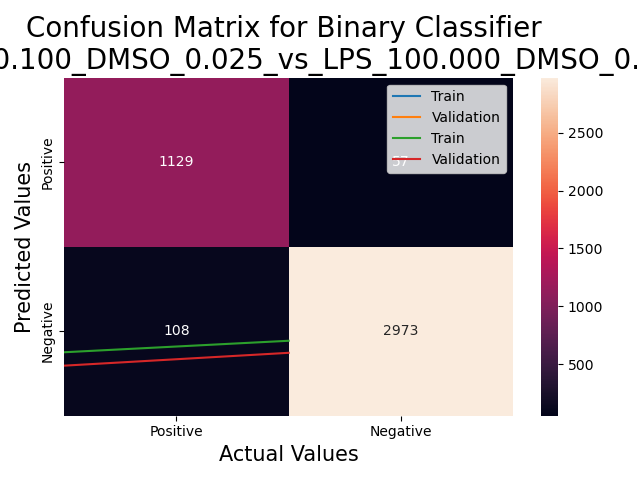 Confusion Matrix for Binary Classifier
0.100_DMSO_0.025_vs_LPS_100.000_DMSO_0.
Train
Validation
Train
Validation
Positive
1129
57
Negative
108
2973
Predicted Values
Positive
Negative
Actual Values
2500
2000
1500
1000
500